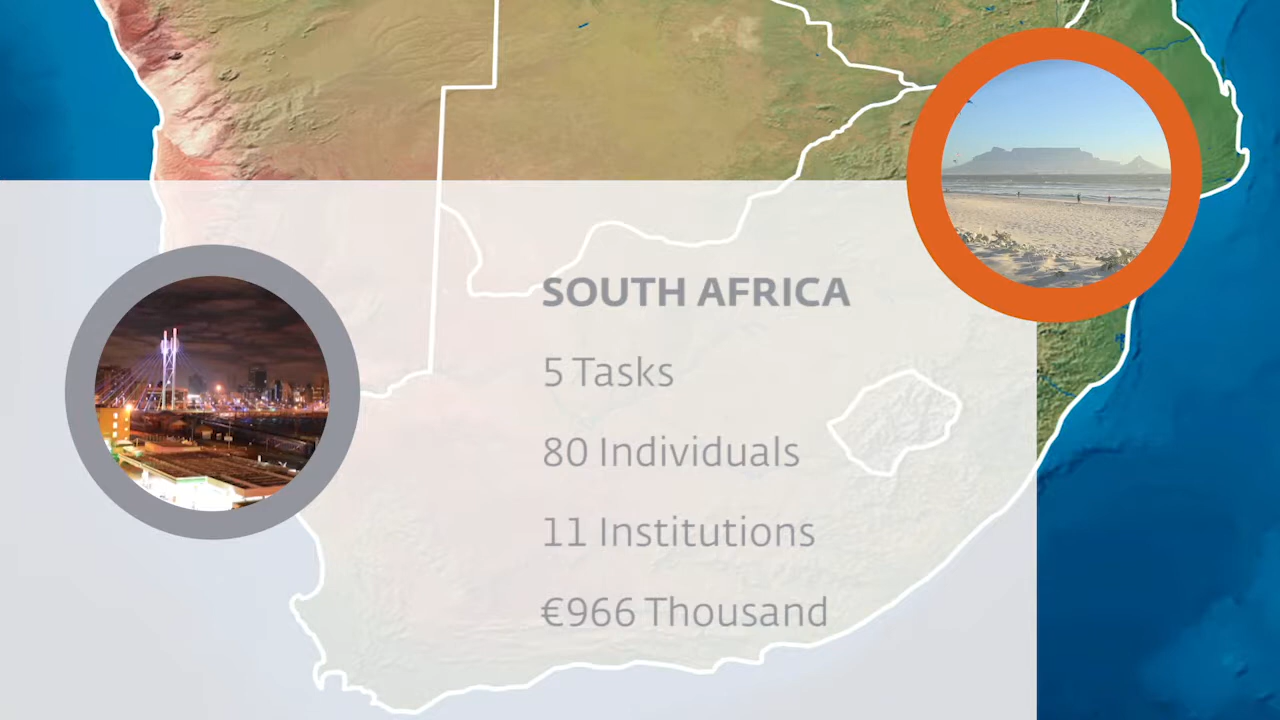 SOUTH AFRICA
5 Tasks
80 Individuals
11 Institutions
€966 Thousand